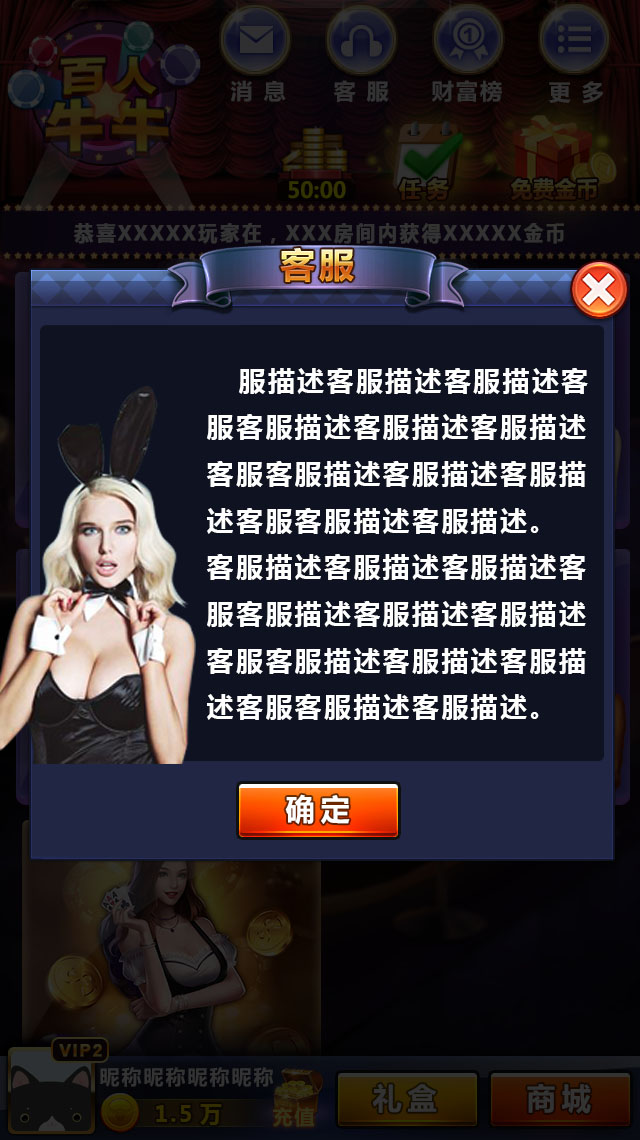 百人
牛牛
消息
客服
财富榜
更多
50:00
任务
免费金币
恭喜XXXXX玩家在，XXX房间内获得XXXXX金币
客服
服描述客服描述客服描述客
服客服描述客服描述客服描述
客服客服描述客服描述客服描
述客服客服描述客服描述。
客服描述客服描述客服描述客
服客服描述客服描述客服描述
客服客服描述客服描述客服描
述客服客服描述客服描述。
确定
VIP2
昵称昵称昵称昵称
1.5万
充值
礼盒
商城